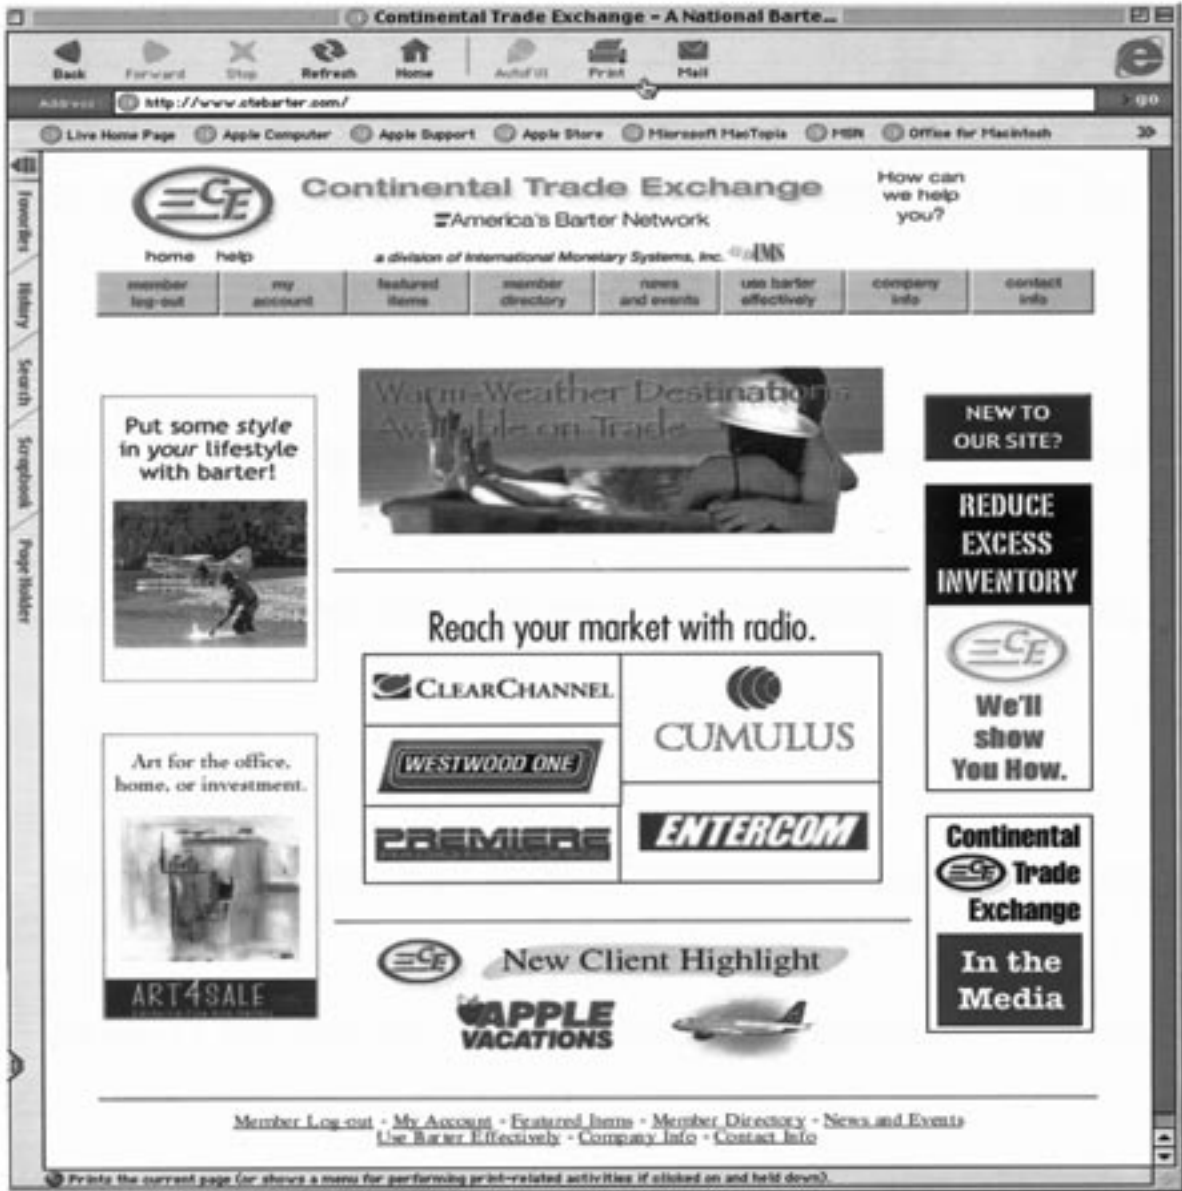 Continental Trade Exchange – A National Barte...
Back Forward Stop Refresh Home AutoFill Print Mail
Address: http://www.ctebarter.com/ go
Live Home Page Apple Computer Apple Support Apple Store Microsoft MacTopia MSN Office for Macintosh
Favorites
History
Search
Scrapbook
Page Holder
CE
Continental Trade Exchange
America's Barter Network
How can
we help
you?
home help
a division of International Monetary Systems, Inc. IMS
member log-out
my account
featured items
member directory
news and events
use barter effectively
company info
contact info
Put some style
in your lifestyle
with barter!
Warm-Weather Destinations
Available on Trade
NEW TO
OUR SITE?
REDUCE
EXCESS
INVENTORY
CE
We'll
show
You How.
Reach your market with radio.
CLEARCHANNEL
CUMULUS
WESTWOOD ONE
PREMIERE
ENTERCOM
Art for the office,
home, or investment.
ART4SALE
Continental
CE Trade
Exchange
In the
Media
CE New Client Highlight
APPLE
VACATIONS
Member Log-out - My Account - Featured Items - Member Directory - News and Events
Use Barter Effectively - Company Info - Contact Info
Prints the current page (or shows a menu for performing print-related activities if clicked on and held down).